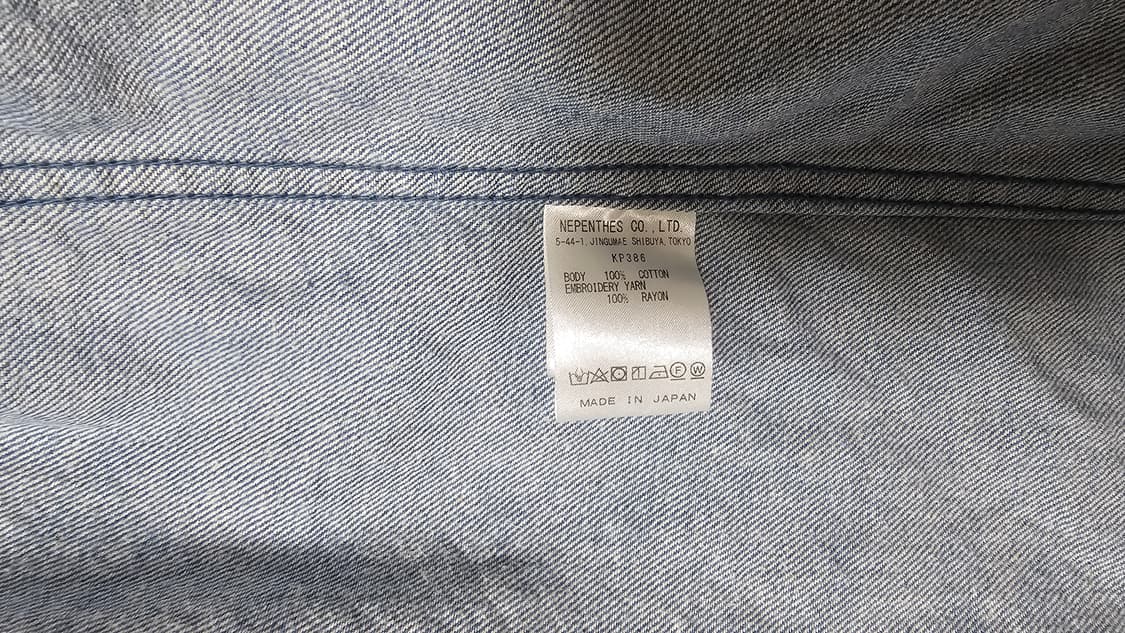 NEPENTHES CO.,LTD.
5-44-1, JINGUMAE SHIBUYA, TOKYO
KP386
BODY 100% COTTON
EMBROIDERY YARN
100% RAYON
F W
MADE IN JAPAN